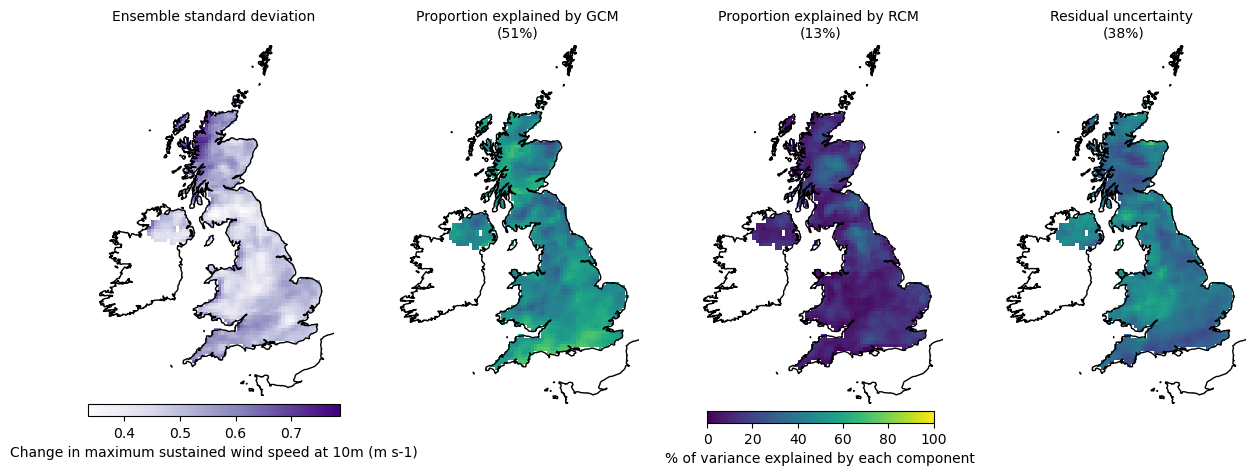 Ensemble standard deviation
Proportion explained by GCM
(51%)
Proportion explained by RCM
(13%)
Residual uncertainty
(38%)
0.4 0.5 0.6 0.7
Change in maximum sustained wind speed at 10m (m s-1)
0 20 40 60 80 100
% of variance explained by each component